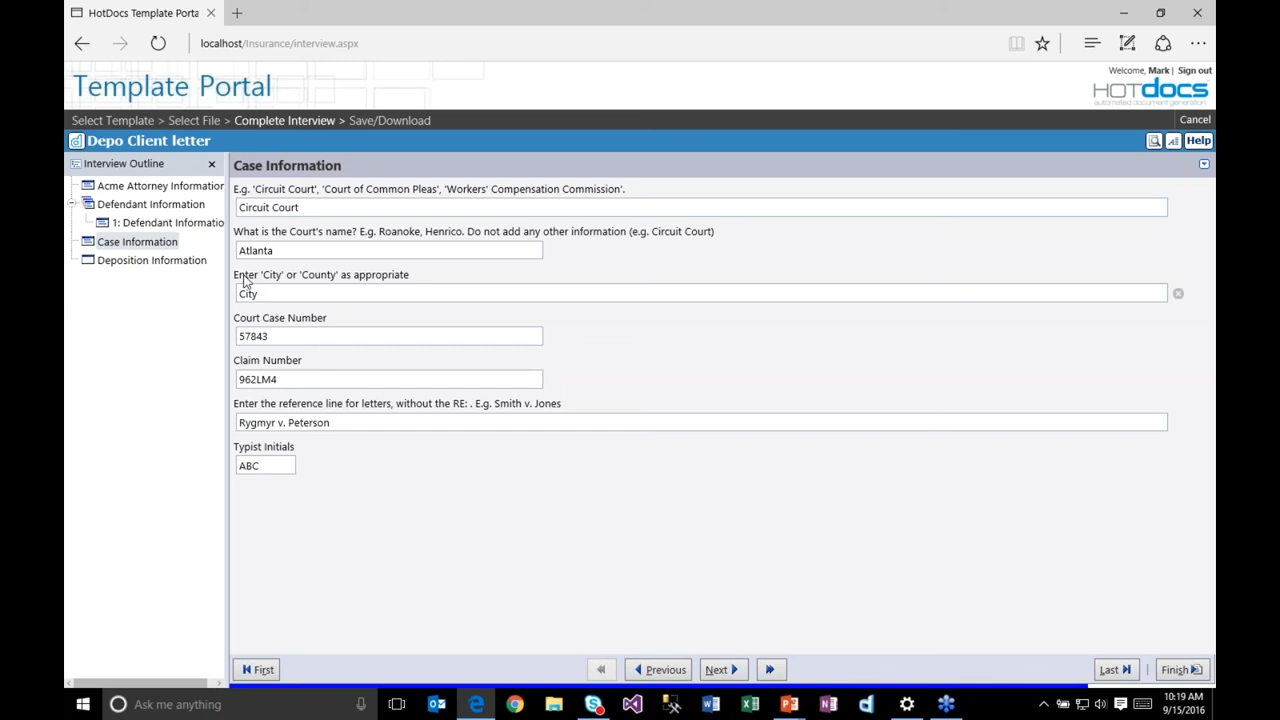 HotDocs Template Porta
localhost/Insurance/interview.aspx
Template Portal
Welcome, Mark | Sign out
HOTDOCS
automated document generation
Select Template > Select File > Complete Interview > Save/Download
Cancel
Depo Client letter
Help
Interview Outline
Case Information
Acme Attorney Information
Defendant Information
1: Defendant Informatio
Case Information
Deposition Information
E.g. 'Circuit Court', 'Court of Common Pleas', 'Workers' Compensation Commission'.
Circuit Court
What is the Court's name? E.g. Roanoke, Henrico. Do not add any other information (e.g. Circuit Court)
Atlanta
Enter 'City' or 'County' as appropriate
City
Court Case Number
57843
Claim Number
962LM4
Enter the reference line for letters, without the RE: . E.g. Smith v. Jones
Rygmyr v. Peterson
Typist Initials
ABC
First
Previous
Next
Last
Finish
Ask me anything
10:19 AM
9/15/2016